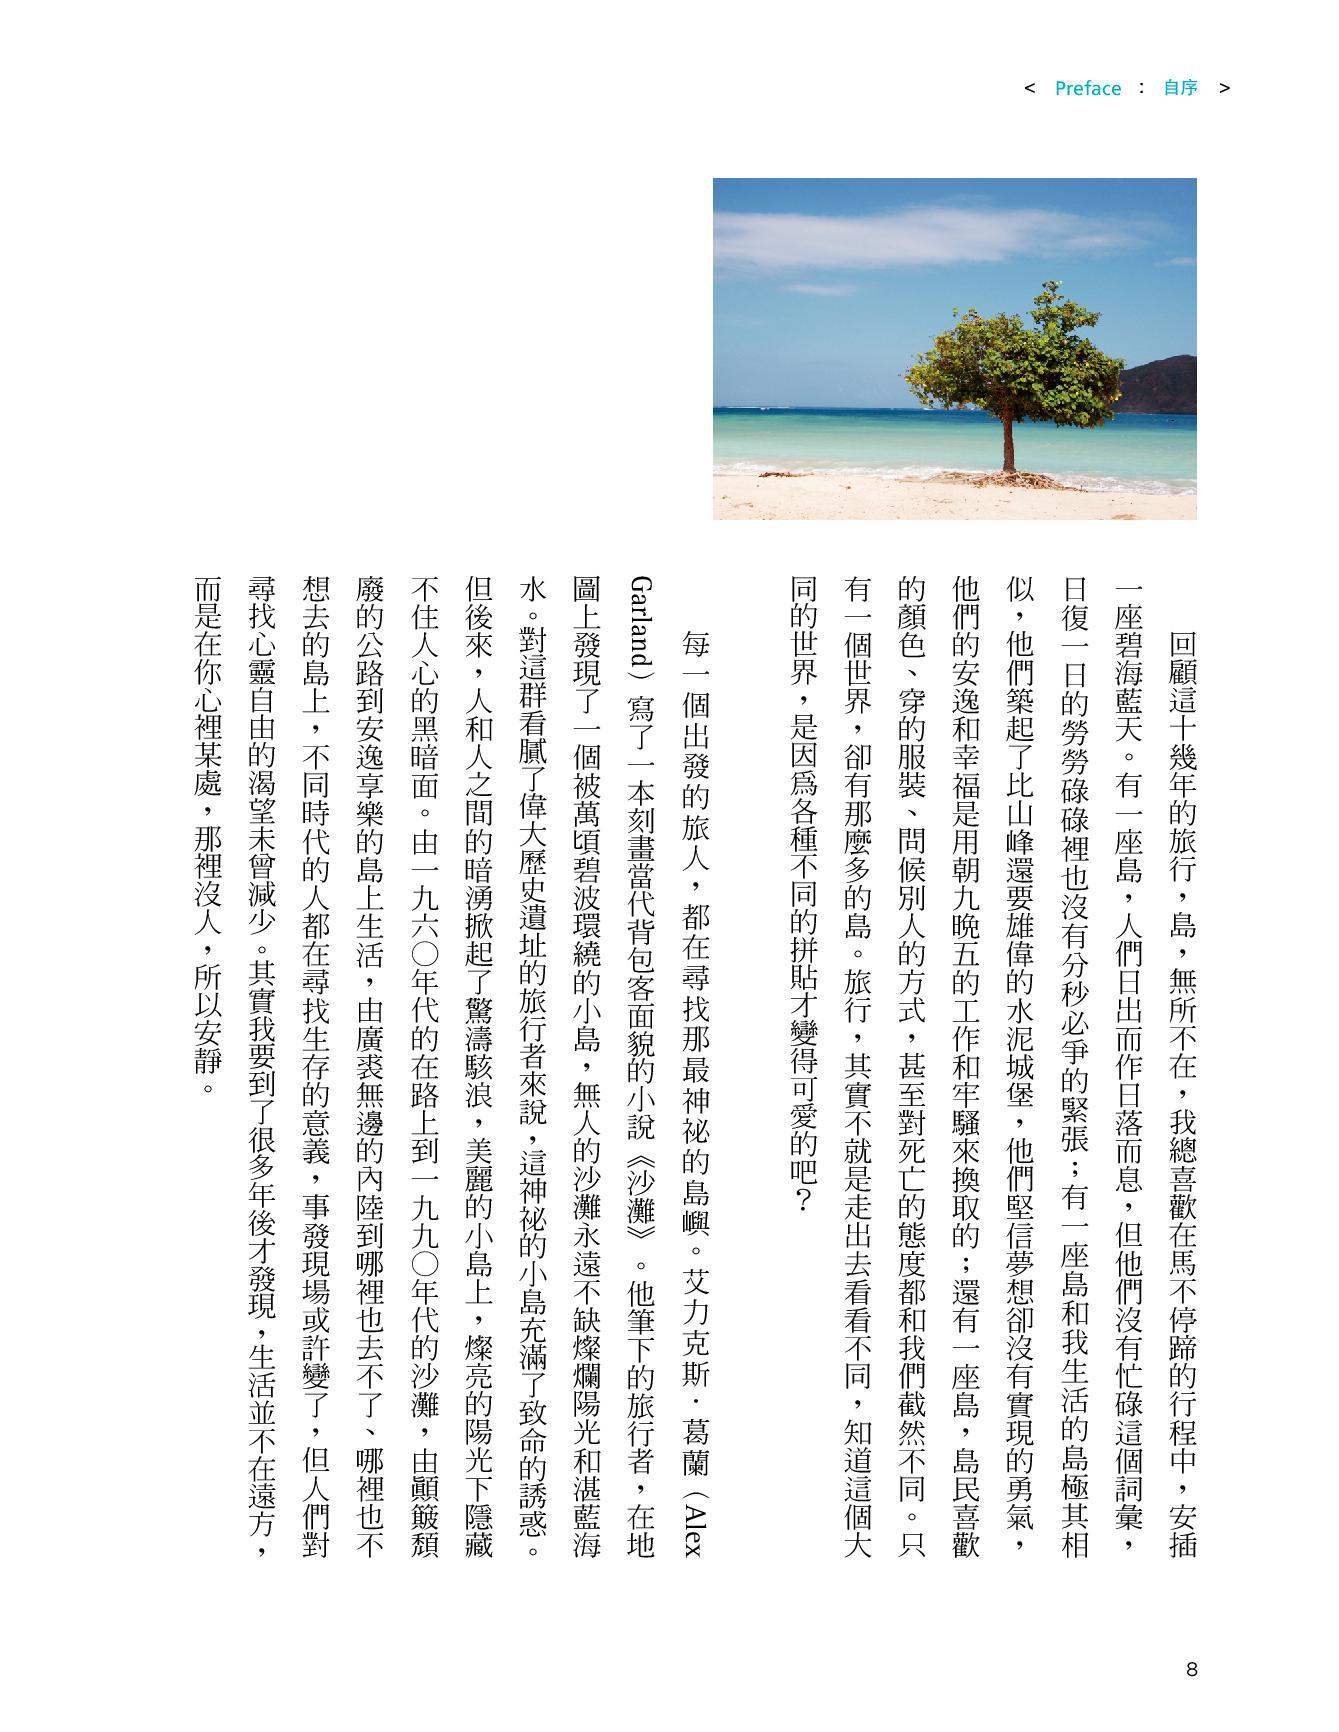 < Preface : 自序 >
回顧這十幾年的旅行，島，無所不在，我總喜歡在馬不停蹄的行程中，安插
一座碧海藍天。有一座島，人們日出而作日落而息，但他們沒有忙碌這個詞彙，
日復一日的勞勞碌碌裡也沒有分秒必爭的緊張；有一座島和我生活的島極其相
似，他們築起了比山峰還要雄偉的水泥城堡，他們堅信夢想卻沒有實現的勇氣，
他們的安逸和幸福是用朝九晚五的工作和牢騷來換取的；還有一座島，島民喜歡
的顏色、穿的服裝、問候別人的方式，甚至對死亡的態度都和我們截然不同。只
有一個世界，卻有那麼多的島。旅行，其實不就是走出去看看不同，知道這個大
同的世界，是因為各種不同的拼貼才變得可愛的吧？
每一個出發的旅人，都在尋找那最神祕的島嶼。艾力克斯．葛蘭（Alex
Garland）寫了一本刻畫當代背包客面貌的小說《沙灘》。他筆下的旅行者，在地
圖上發現了一個被萬頃碧波環繞的小島，無人的沙灘永遠不缺燦爛陽光和湛藍海
水。對這群看膩了偉大歷史遺址的旅行者來說，這神祕的小島充滿了致命的誘惑。
但後來，人和人之間的暗湧掀起了驚濤駭浪，美麗的小島上，燦亮的陽光下隱藏
不住人心的黑暗面。由一九六〇年代的在路上到一九九〇年代的沙灘，由顛簸頹
廢的公路到安逸享樂的島上生活，由廣裘無邊的內陸到哪裡也去不了、哪裡也不
想去的島上，不同時代的人都在尋找生存的意義，事發現場或許變了，但人們對
尋找心靈自由的渴望未曾減少。其實我要到了很多年後才發現，生活並不在遠方，
而是在你心裡某處，那裡沒人，所以安靜。
8